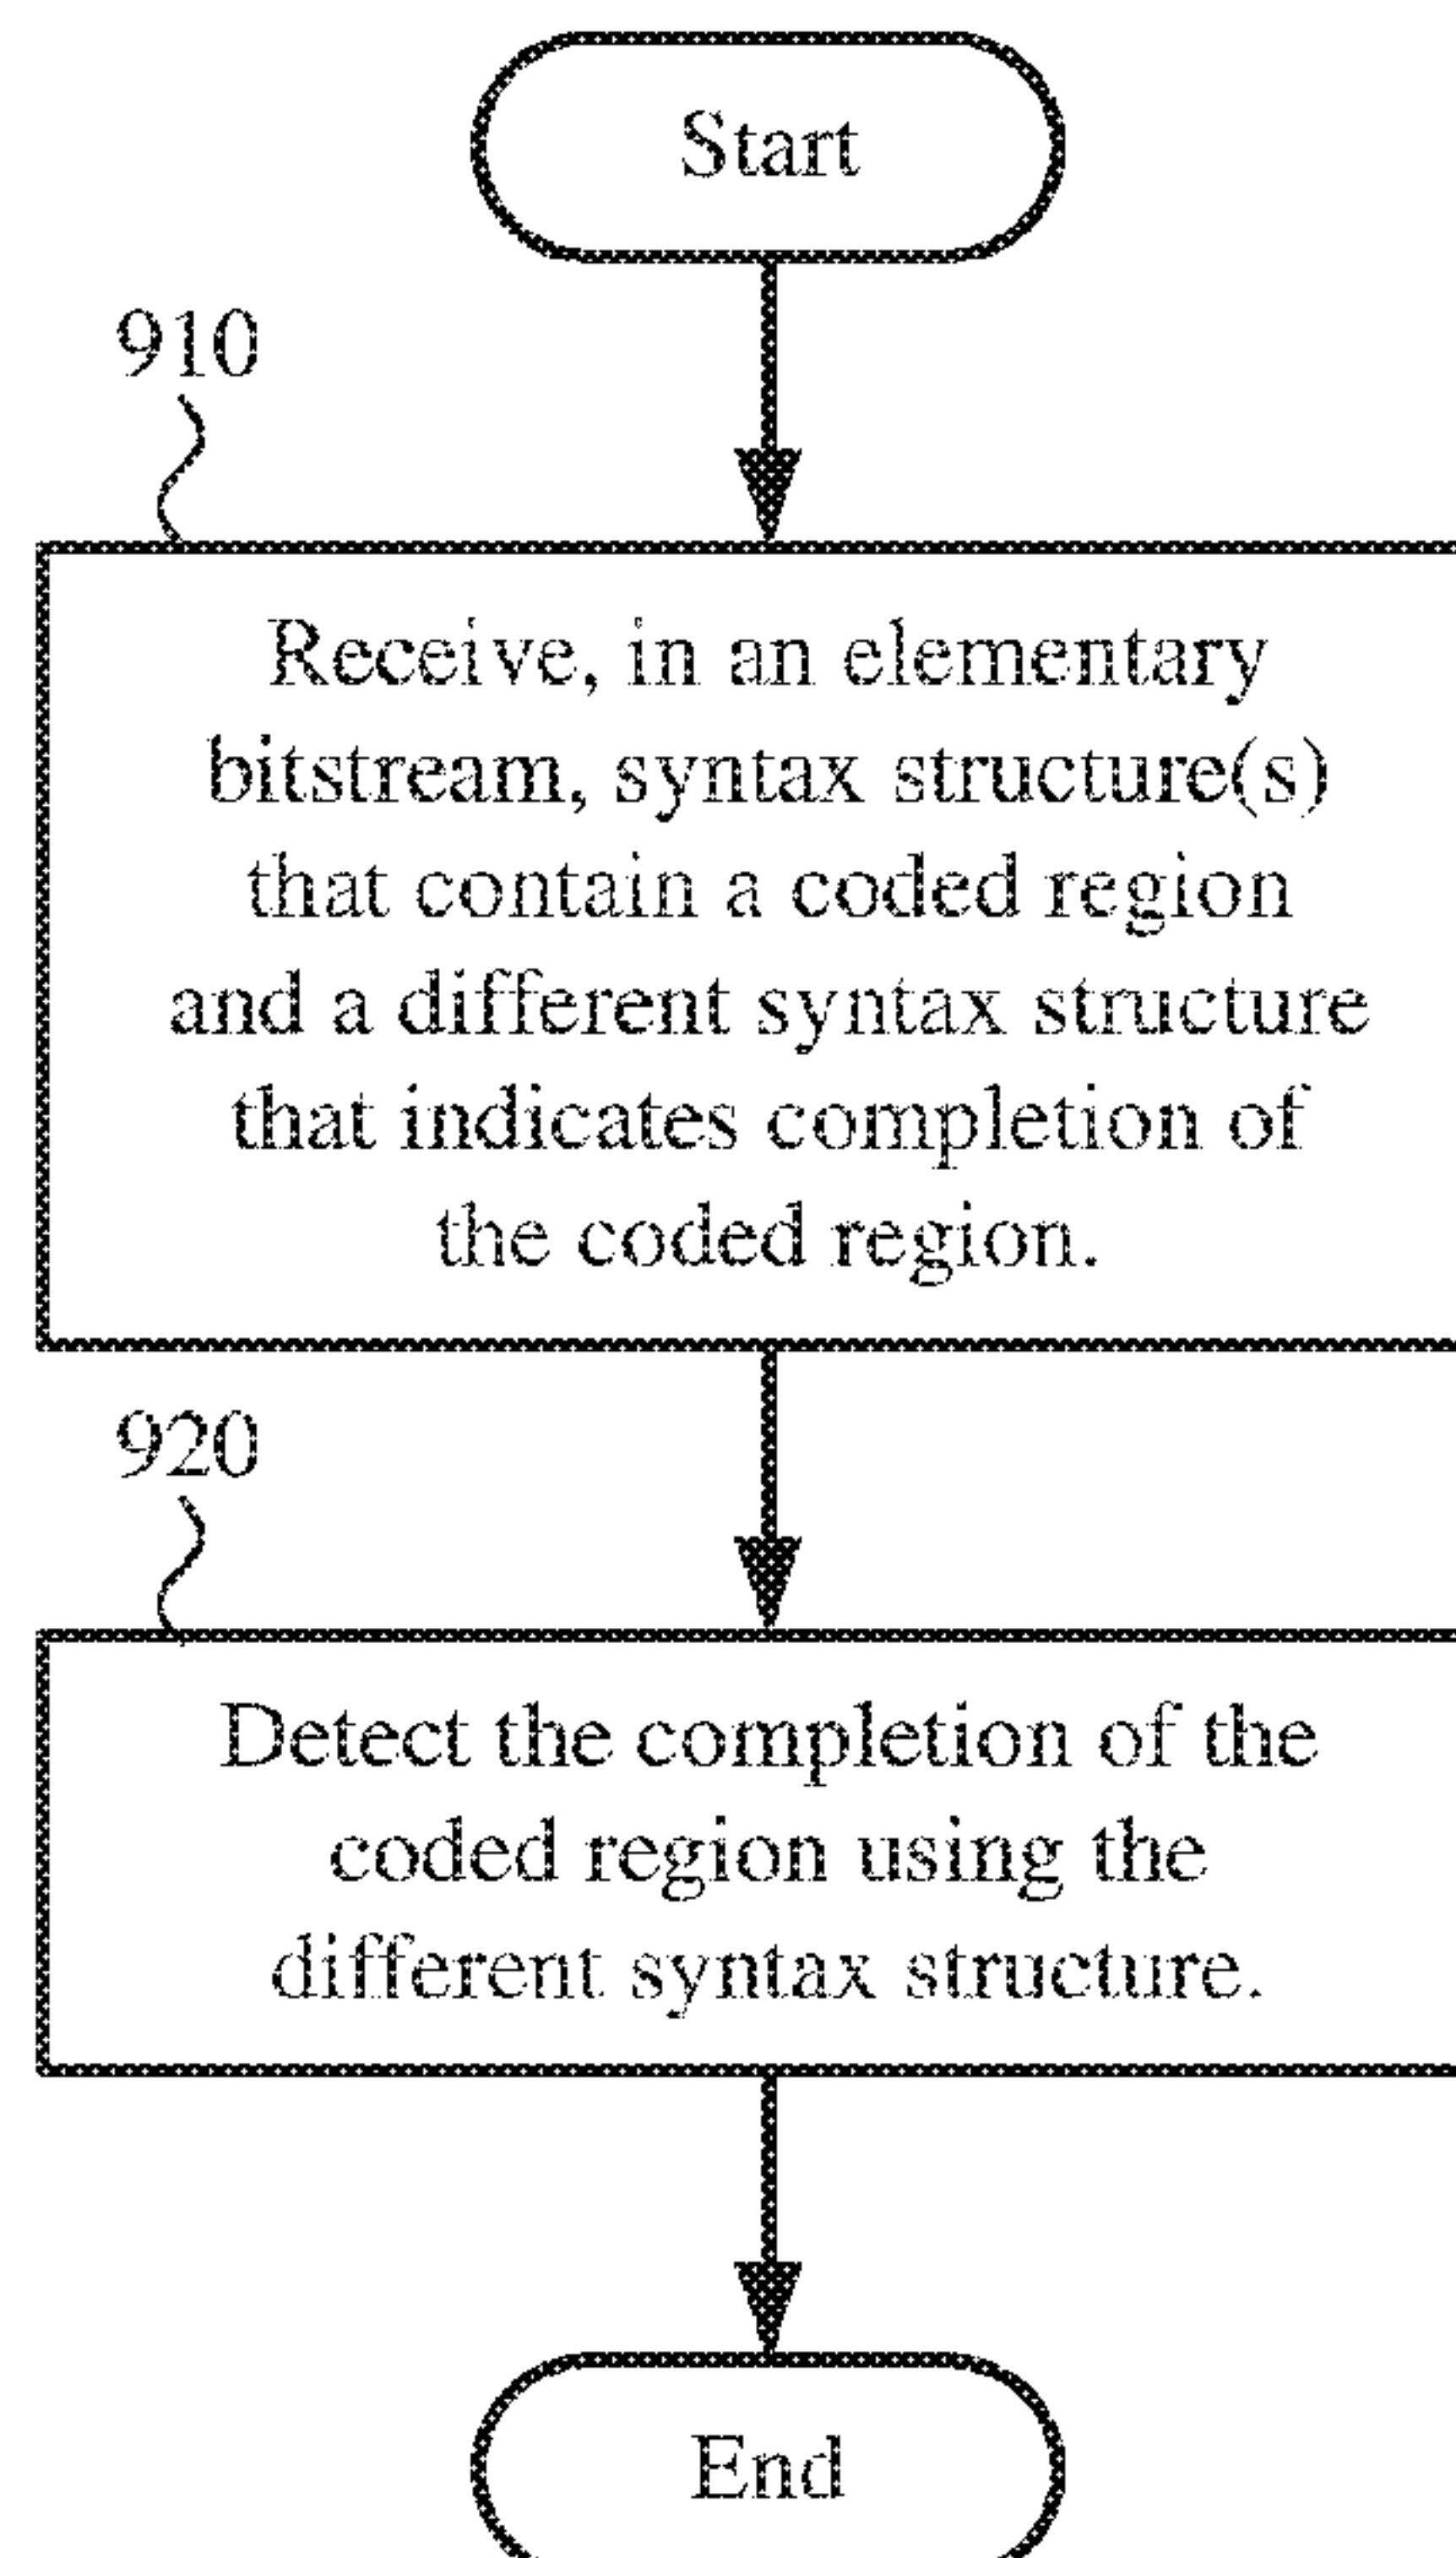 Start
910
Receive, in an elementary
bitstream, syntax structure(s)
that contain a coded region
and a different syntax structure
that indicates completion of
the coded region.
920
Detect the completion of the
coded region using the
different syntax structure.
End